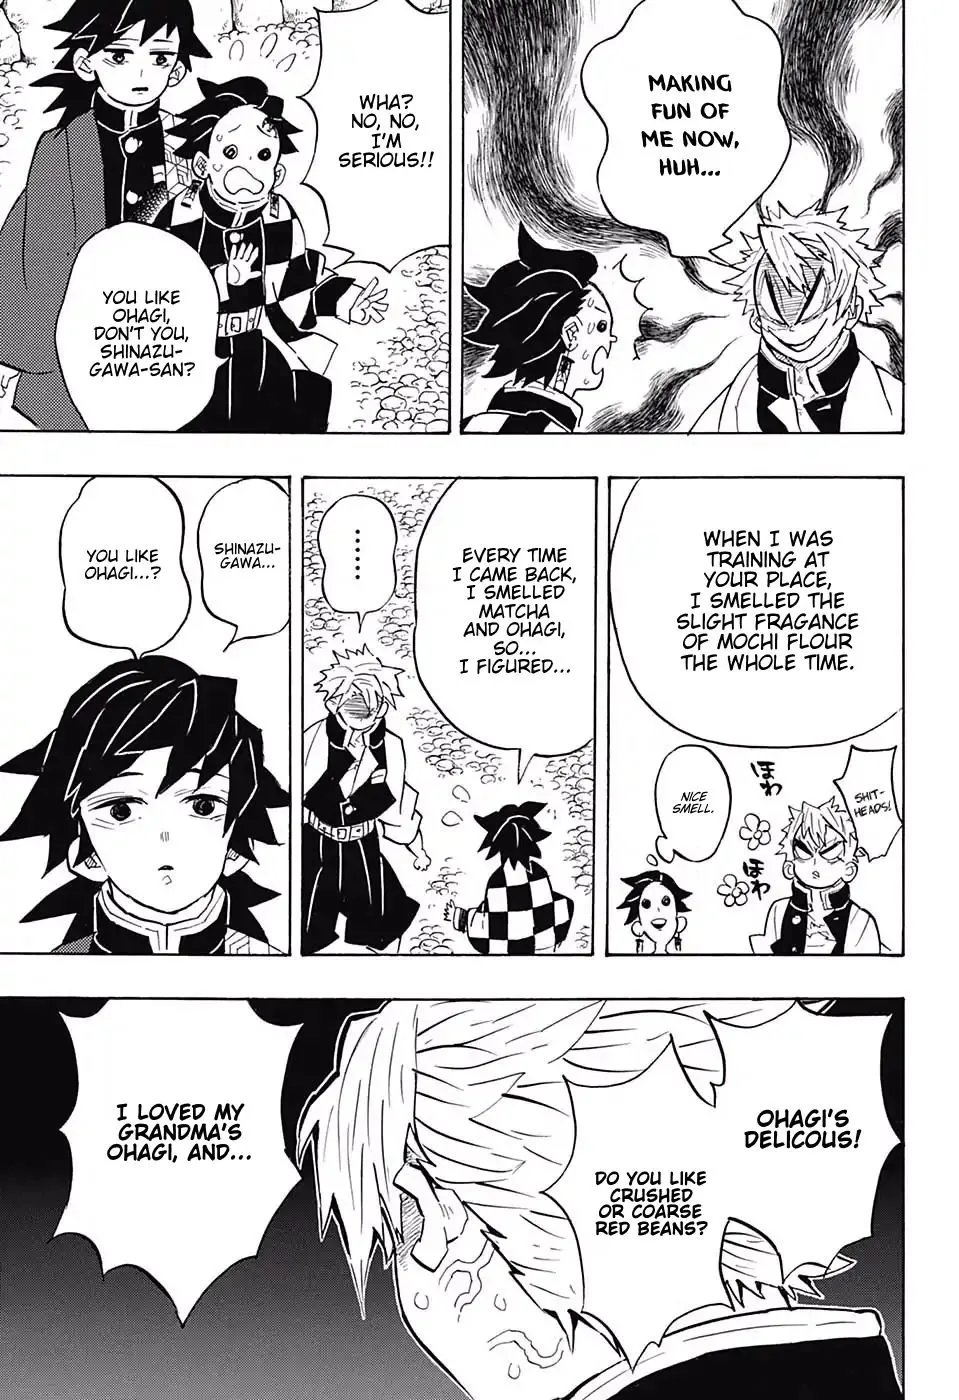 MAKING
FUN OF
ME NOW,
HUH...
WHA?
NO, NO,
I'M
SERIOUS!!
YOU LIKE
OHAGI,
DON'T YOU,
SHINAZU-
GAWA-SAN?
WHEN I WAS
TRAINING AT
YOUR PLACE,
I SMELLED THE
SLIGHT FRAGANCE
OF MOCHI FLOUR
THE WHOLE TIME.
SHIT-
HEADS!
NICE
SMELL.
ほわ
ほわ
EVERY TIME
I CAME BACK,
I SMELLED
MATCHA
AND OHAGI,
SO...
I FIGURED...
......
SHINAZU-
GAWA...
YOU LIKE
OHAGI...?
OHAGI'S
DELICOUS!
DO YOU LIKE
CRUSHED
OR COARSE
RED BEANS?
I LOVED MY
GRANDMA'S
OHAGI, AND...